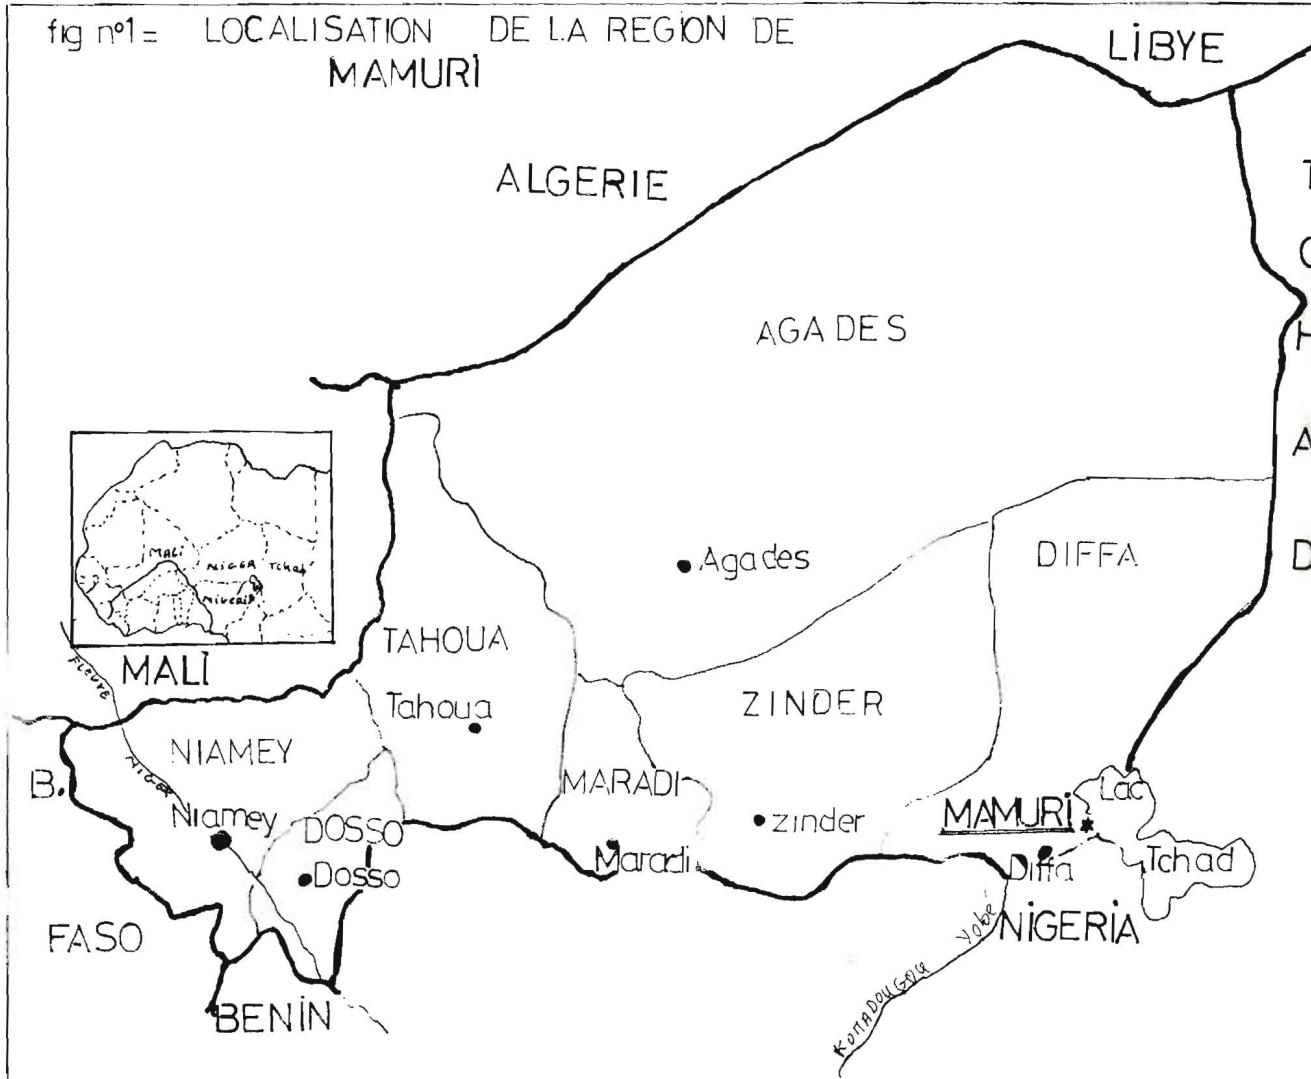 fig n°1 = LOCALISATION DE LA REGION DE
MAMURI
LIBYE
ALGERIE
T
C
H
A
D
AGADES
Agades
DIFFA
MALI
NIGER
Tchad
NIGERIA
FLEUVE
NIGER
MALI
TAHOUA
Tahoua
ZINDER
zinder
NIAMEY
Niamey
B.
FASO
DOSSO
Dosso
MARADI
Maradi
MAMURI
Lac
Tchad
Diffa
NIGERIA
BENIN
KOMADOUGOU Yobé